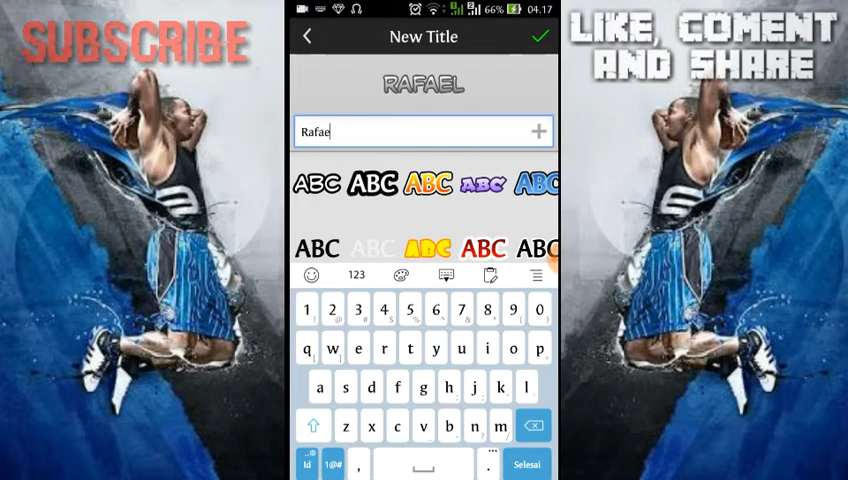 SUBSCRIBE
LIKE, COMENT
AND SHARE
66% 04.17
New Title
RAFAEL
Rafae
ABC ABC ABC ABC ABC
ABC ABC ABC ABC ABC
123
1 2 3 4 5 6 7 8 9 0
! @ # $ % ^ & * ( )
q w e r t y u i o p
a s d f g h j k l
z x c v b n m
Id 1@# , . Selesai